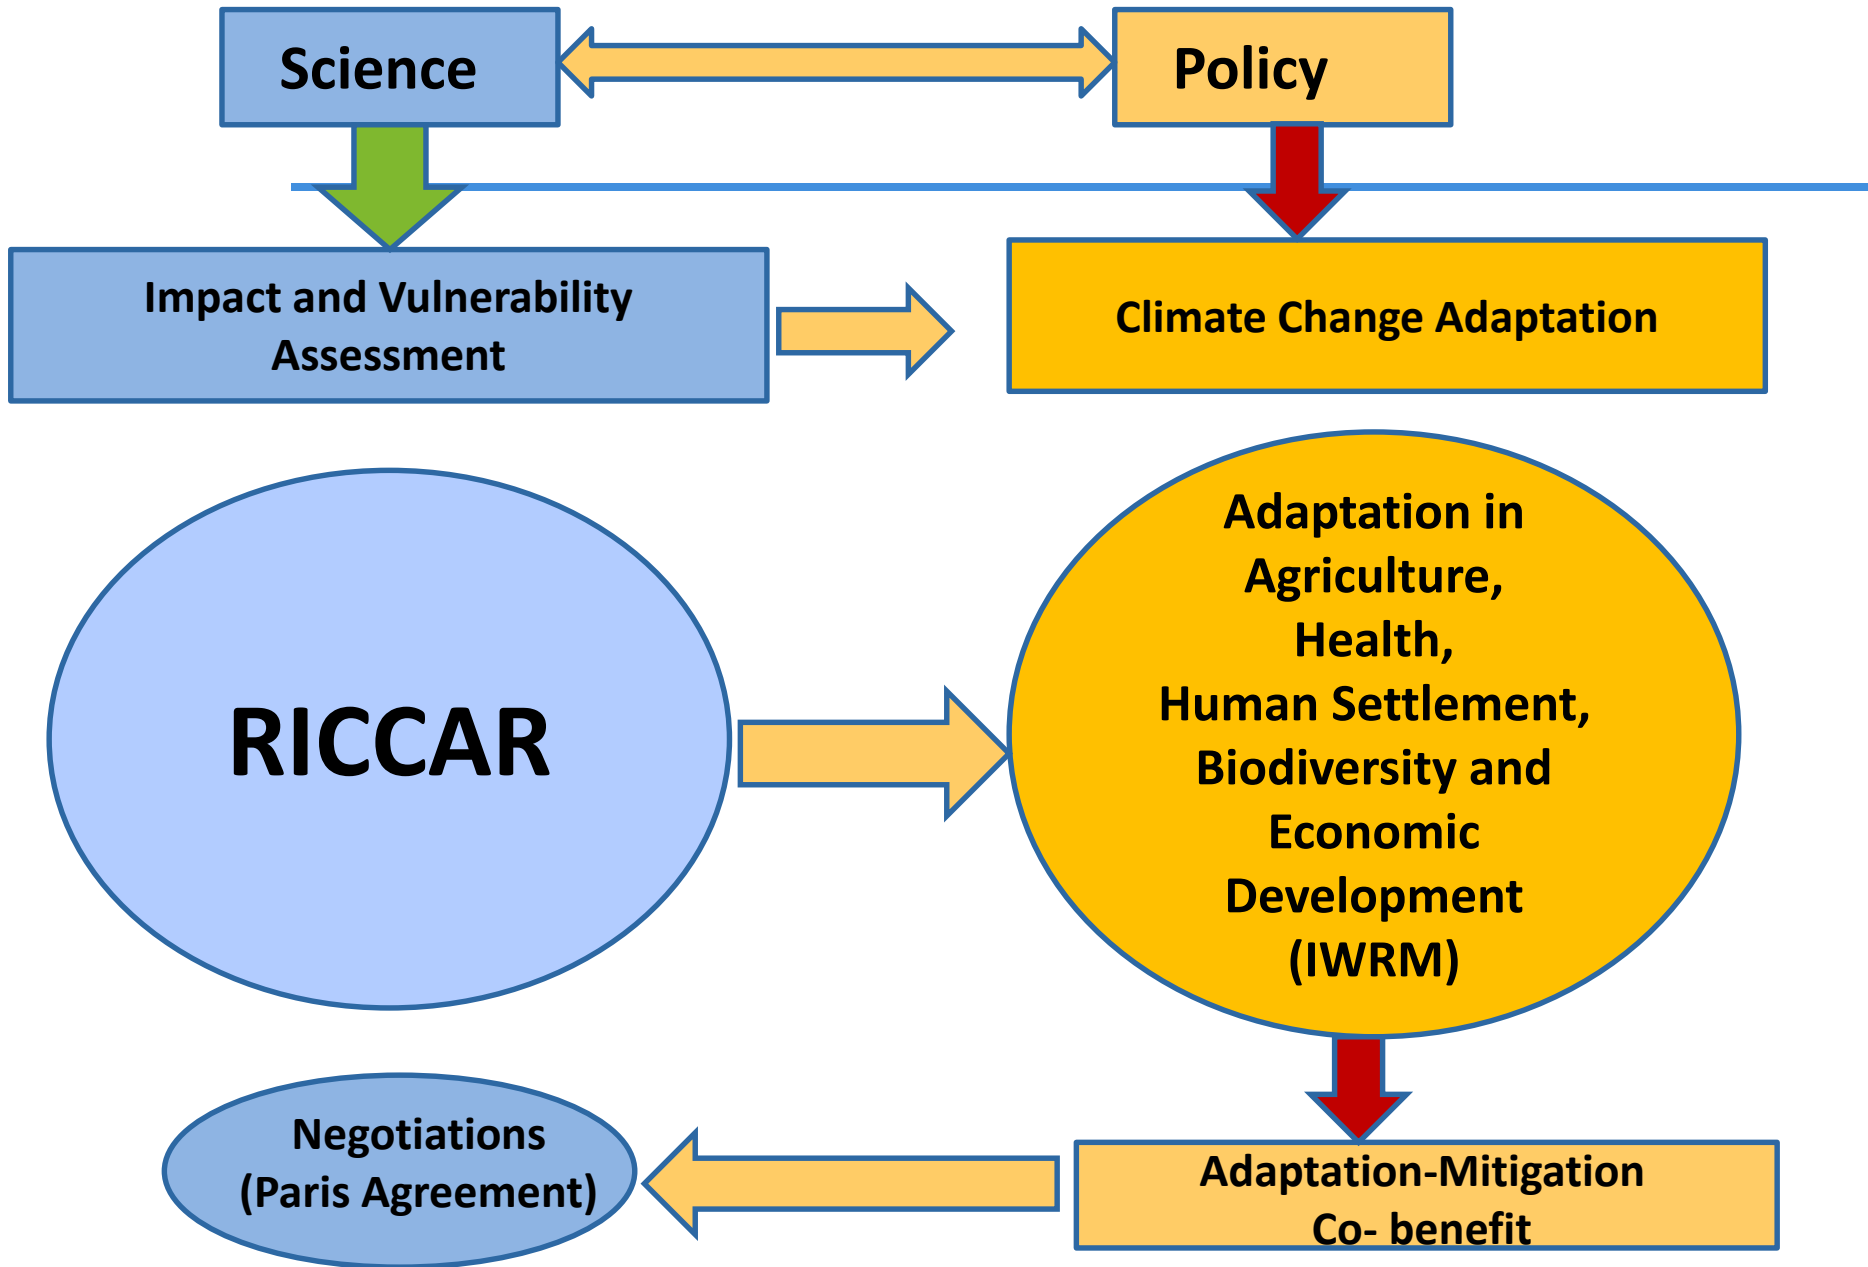 Science
Policy
Impact and Vulnerability
Assessment
Climate Change Adaptation
RICCAR
Adaptation in
Agriculture,
Health,
Human Settlement,
Biodiversity and
Economic
Development
(IWRM)
Negotiations
(Paris Agreement)
Adaptation-Mitigation
Co- benefit